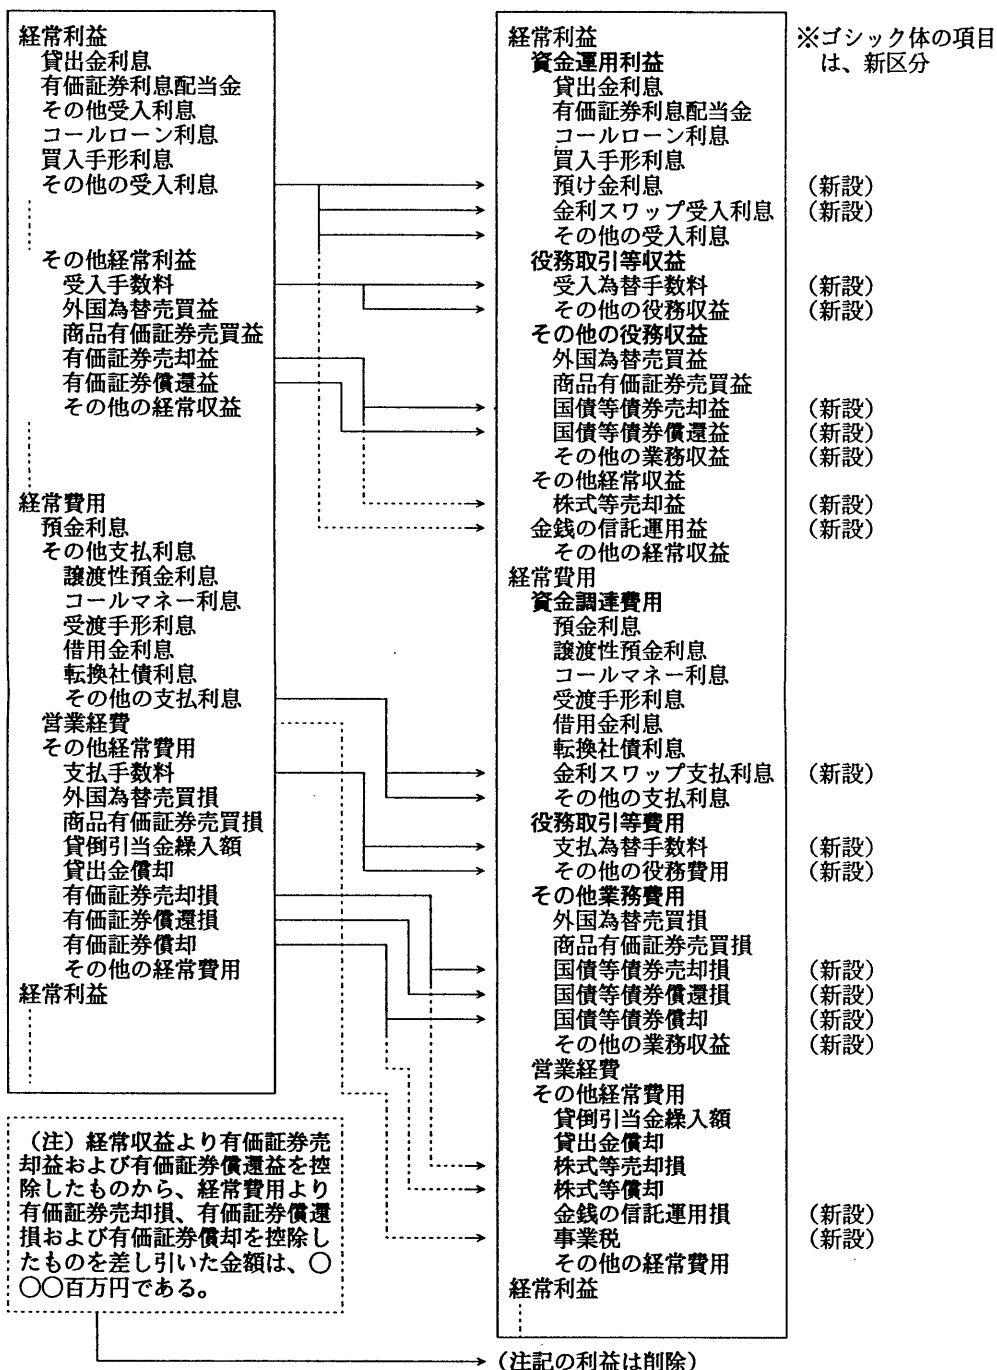 経常利益
貸出金利息
有価証券利息配当金
その他受入利息
コールローン利息
買入手形利息
その他の受入利息
その他経常利益
受入手数料
外国為替売買益
商品有価証券売買益
有価証券売却益
有価証券償還益
その他の経常収益
経常費用
預金利息
その他支払利息
譲渡性預金利息
コールマネー利息
受渡手形利息
借用金利息
転換社債利息
その他の支払利息
営業経費
その他経常費用
支払手数料
外国為替売買損
商品有価証券売買損
貸倒引当金繰入額
貸出金償却
有価証券売却損
有価証券償還損
有価証券償却
その他の経常費用
経常利益
(注)経常収益より有価証券売
却益および有価証券償還益を控
除したものから、経常費用より
有価証券売却損、有価証券償還
損および有価証券償却を控除し
たものを差し引いた金額は、〇
〇〇百万円である。
経常利益
資金運用利益
貸出金利息
有価証券利息配当金
コールローン利息
買入手形利息
預け金利息 (新設)
金利スワップ受入利息 (新設)
その他の受入利息
役務取引等収益
受入為替手数料 (新設)
その他の役務収益 (新設)
その他の役務収益
外国為替売買益
商品有価証券売買益
国債等債券売却益 (新設)
国債等債券償還益 (新設)
その他の業務収益 (新設)
その他経常収益
株式等売却益 (新設)
金銭の信託運用益 (新設)
その他の経常収益
経常費用
資金調達費用
預金利息
譲渡性預金利息
コールマネー利息
受渡手形利息
借用金利息
転換社債利息
金利スワップ支払利息 (新設)
その他の支払利息
役務取引等費用
支払為替手数料 (新設)
その他の役務費用 (新設)
その他業務費用
外国為替売買損
商品有価証券売買損
国債等債券売却損 (新設)
国債等債券償還損 (新設)
国債等債券償却 (新設)
その他の業務収益 (新設)
営業経費
その他経常費用
貸倒引当金繰入額
貸出金償却
株式等売却損
株式等償却
金銭の信託運用損 (新設)
事業税 (新設)
その他の経常費用
経常利益
(注記の利益は削除)
※ゴシック体の項目
は、新区分